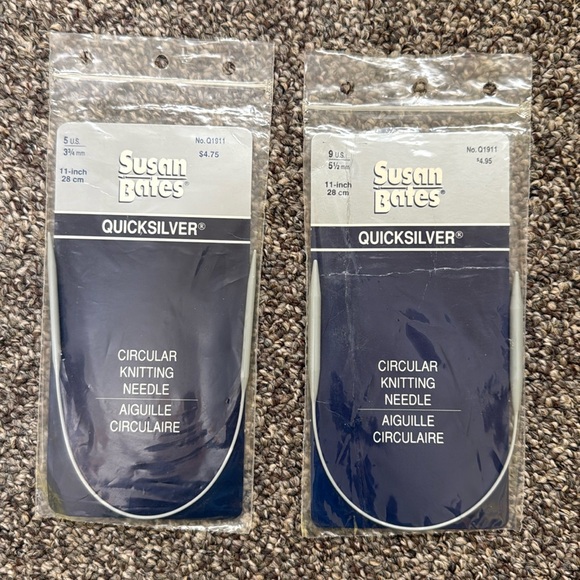 5 U.S.
3¾ mm
11-inch
28 cm
No. Q1911
$4.75
Susan
Bates®
QUICKSILVER®
CIRCULAR
KNITTING
NEEDLE
AIGUILLE
CIRCULAIRE
9 U.S.
5½ mm
11-inch
28 cm
No. Q1911
$4.95
Susan
Bates®
QUICKSILVER®
CIRCULAR
KNITTING
NEEDLE
AIGUILLE
CIRCULAIRE